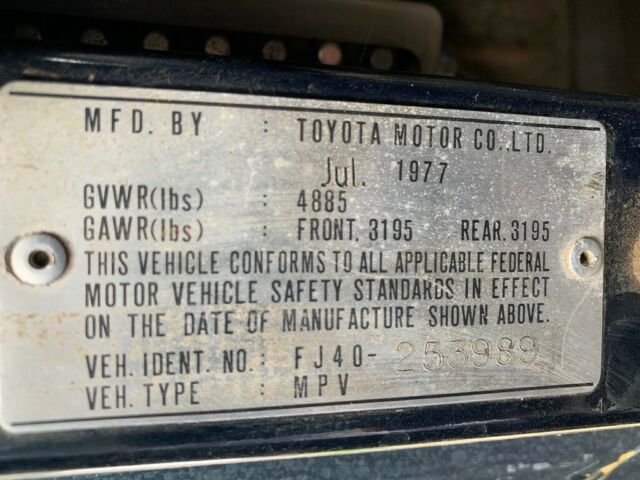 MFD. BY : TOYOTA MOTOR CO.,LTD.
Jul. 1977
GVWR(lbs) : 4885
GAWR(lbs) : FRONT. 3195 REAR. 3195
THIS VEHICLE CONFORMS TO ALL APPLICABLE FEDERAL
MOTOR VEHICLE SAFETY STANDARDS IN EFFECT
ON THE DATE OF MANUFACTURE SHOWN ABOVE.
VEH. IDENT. NO. : FJ40-253989
VEH. TYPE : MPV